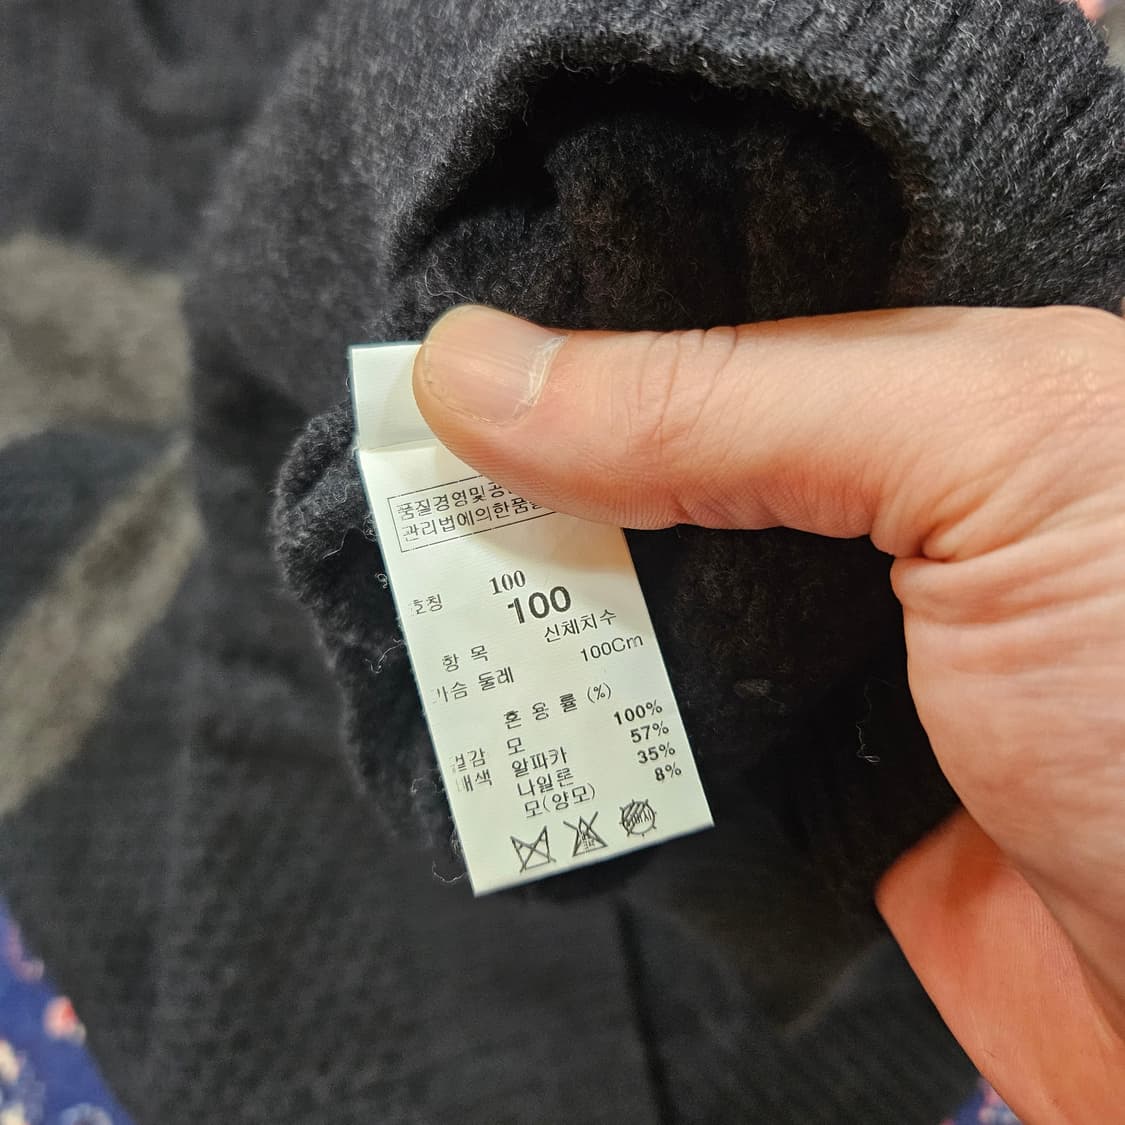 품질경영및공
관리법에의한품질
100
호칭 100
신체치수
항 목
가슴 둘레 100Cm
혼 용 률 (%)
겉감 모 100%
배색 알파카 57%
나일론 35%
모(양모) 8%